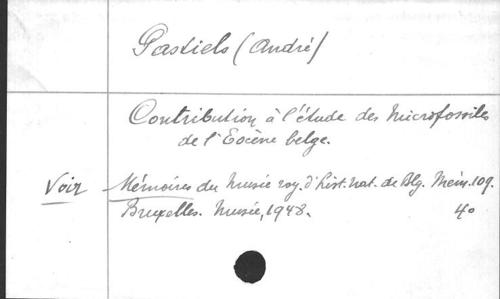 Pastiels (André)
Contribution à l'étude des Microfossiles
de l'Eocène belge.
Voir Mémoires du Musée roy. d'hist. nat. de Blg. Mém. 109.
Bruxelles. Musée, 1948. 4º